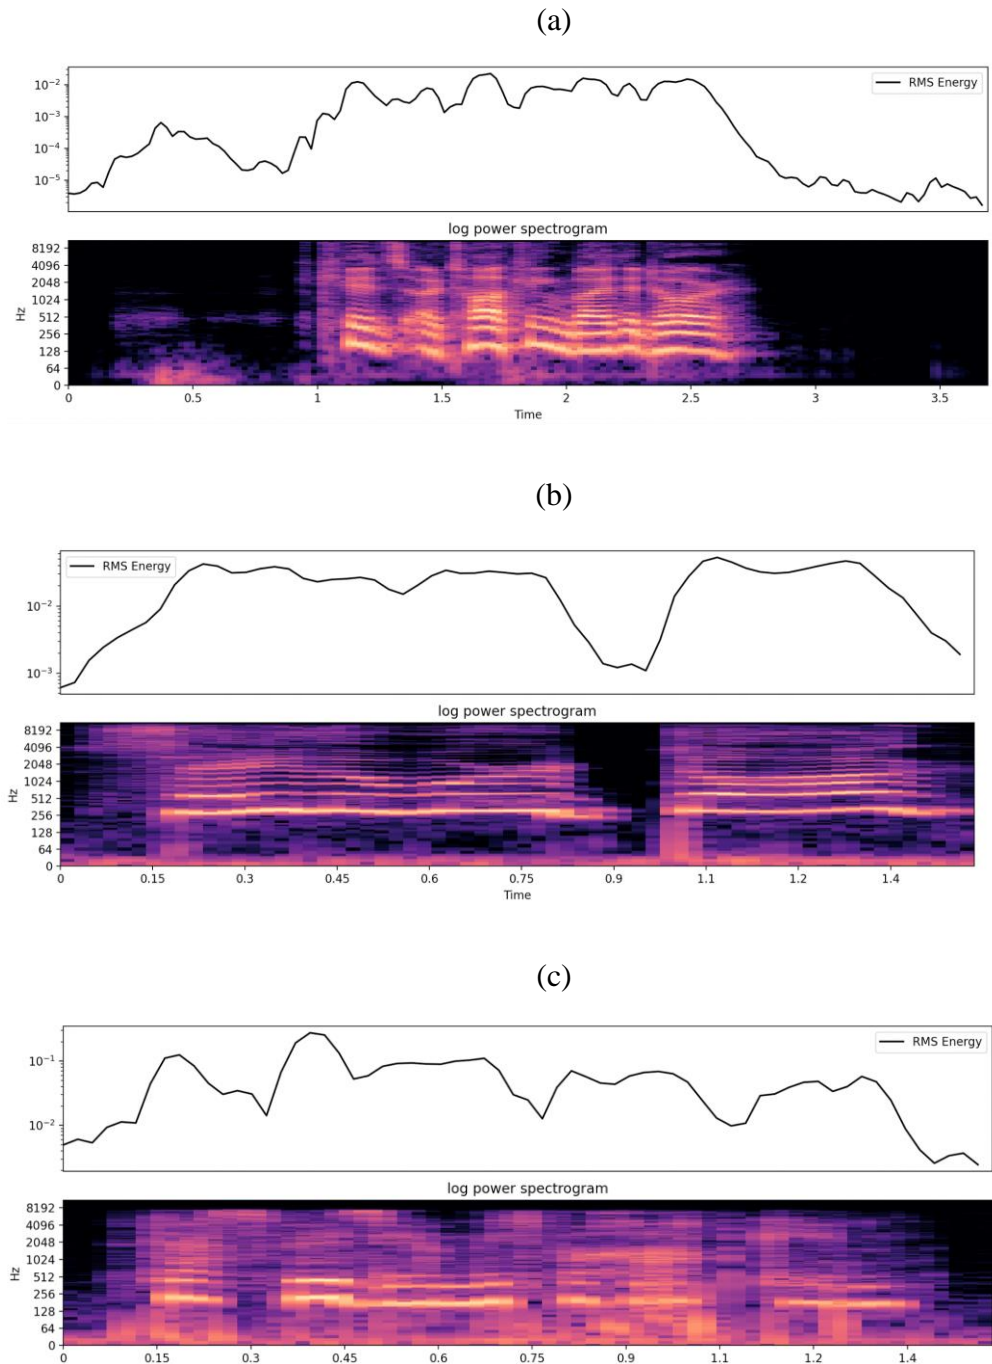 (a)
10⁻²
10⁻³
10⁻⁴
10⁻⁵
RMS Energy
log power spectrogram
8192
4096
2048
1024
512
256
128
64
0
Hz
0 0.5 1 1.5 2 2.5 3 3.5
Time
(b)
RMS Energy
10⁻²
10⁻³
log power spectrogram
8192
4096
2048
1024
512
256
128
64
0
Hz
0 0.15 0.3 0.45 0.6 0.75 0.9 1.1 1.2 1.4
Time
(c)
10⁻¹
10⁻²
RMS Energy
log power spectrogram
8192
4096
2048
1024
512
256
128
64
0
Hz
0 0.15 0.3 0.45 0.6 0.75 0.9 1.1 1.2 1.4